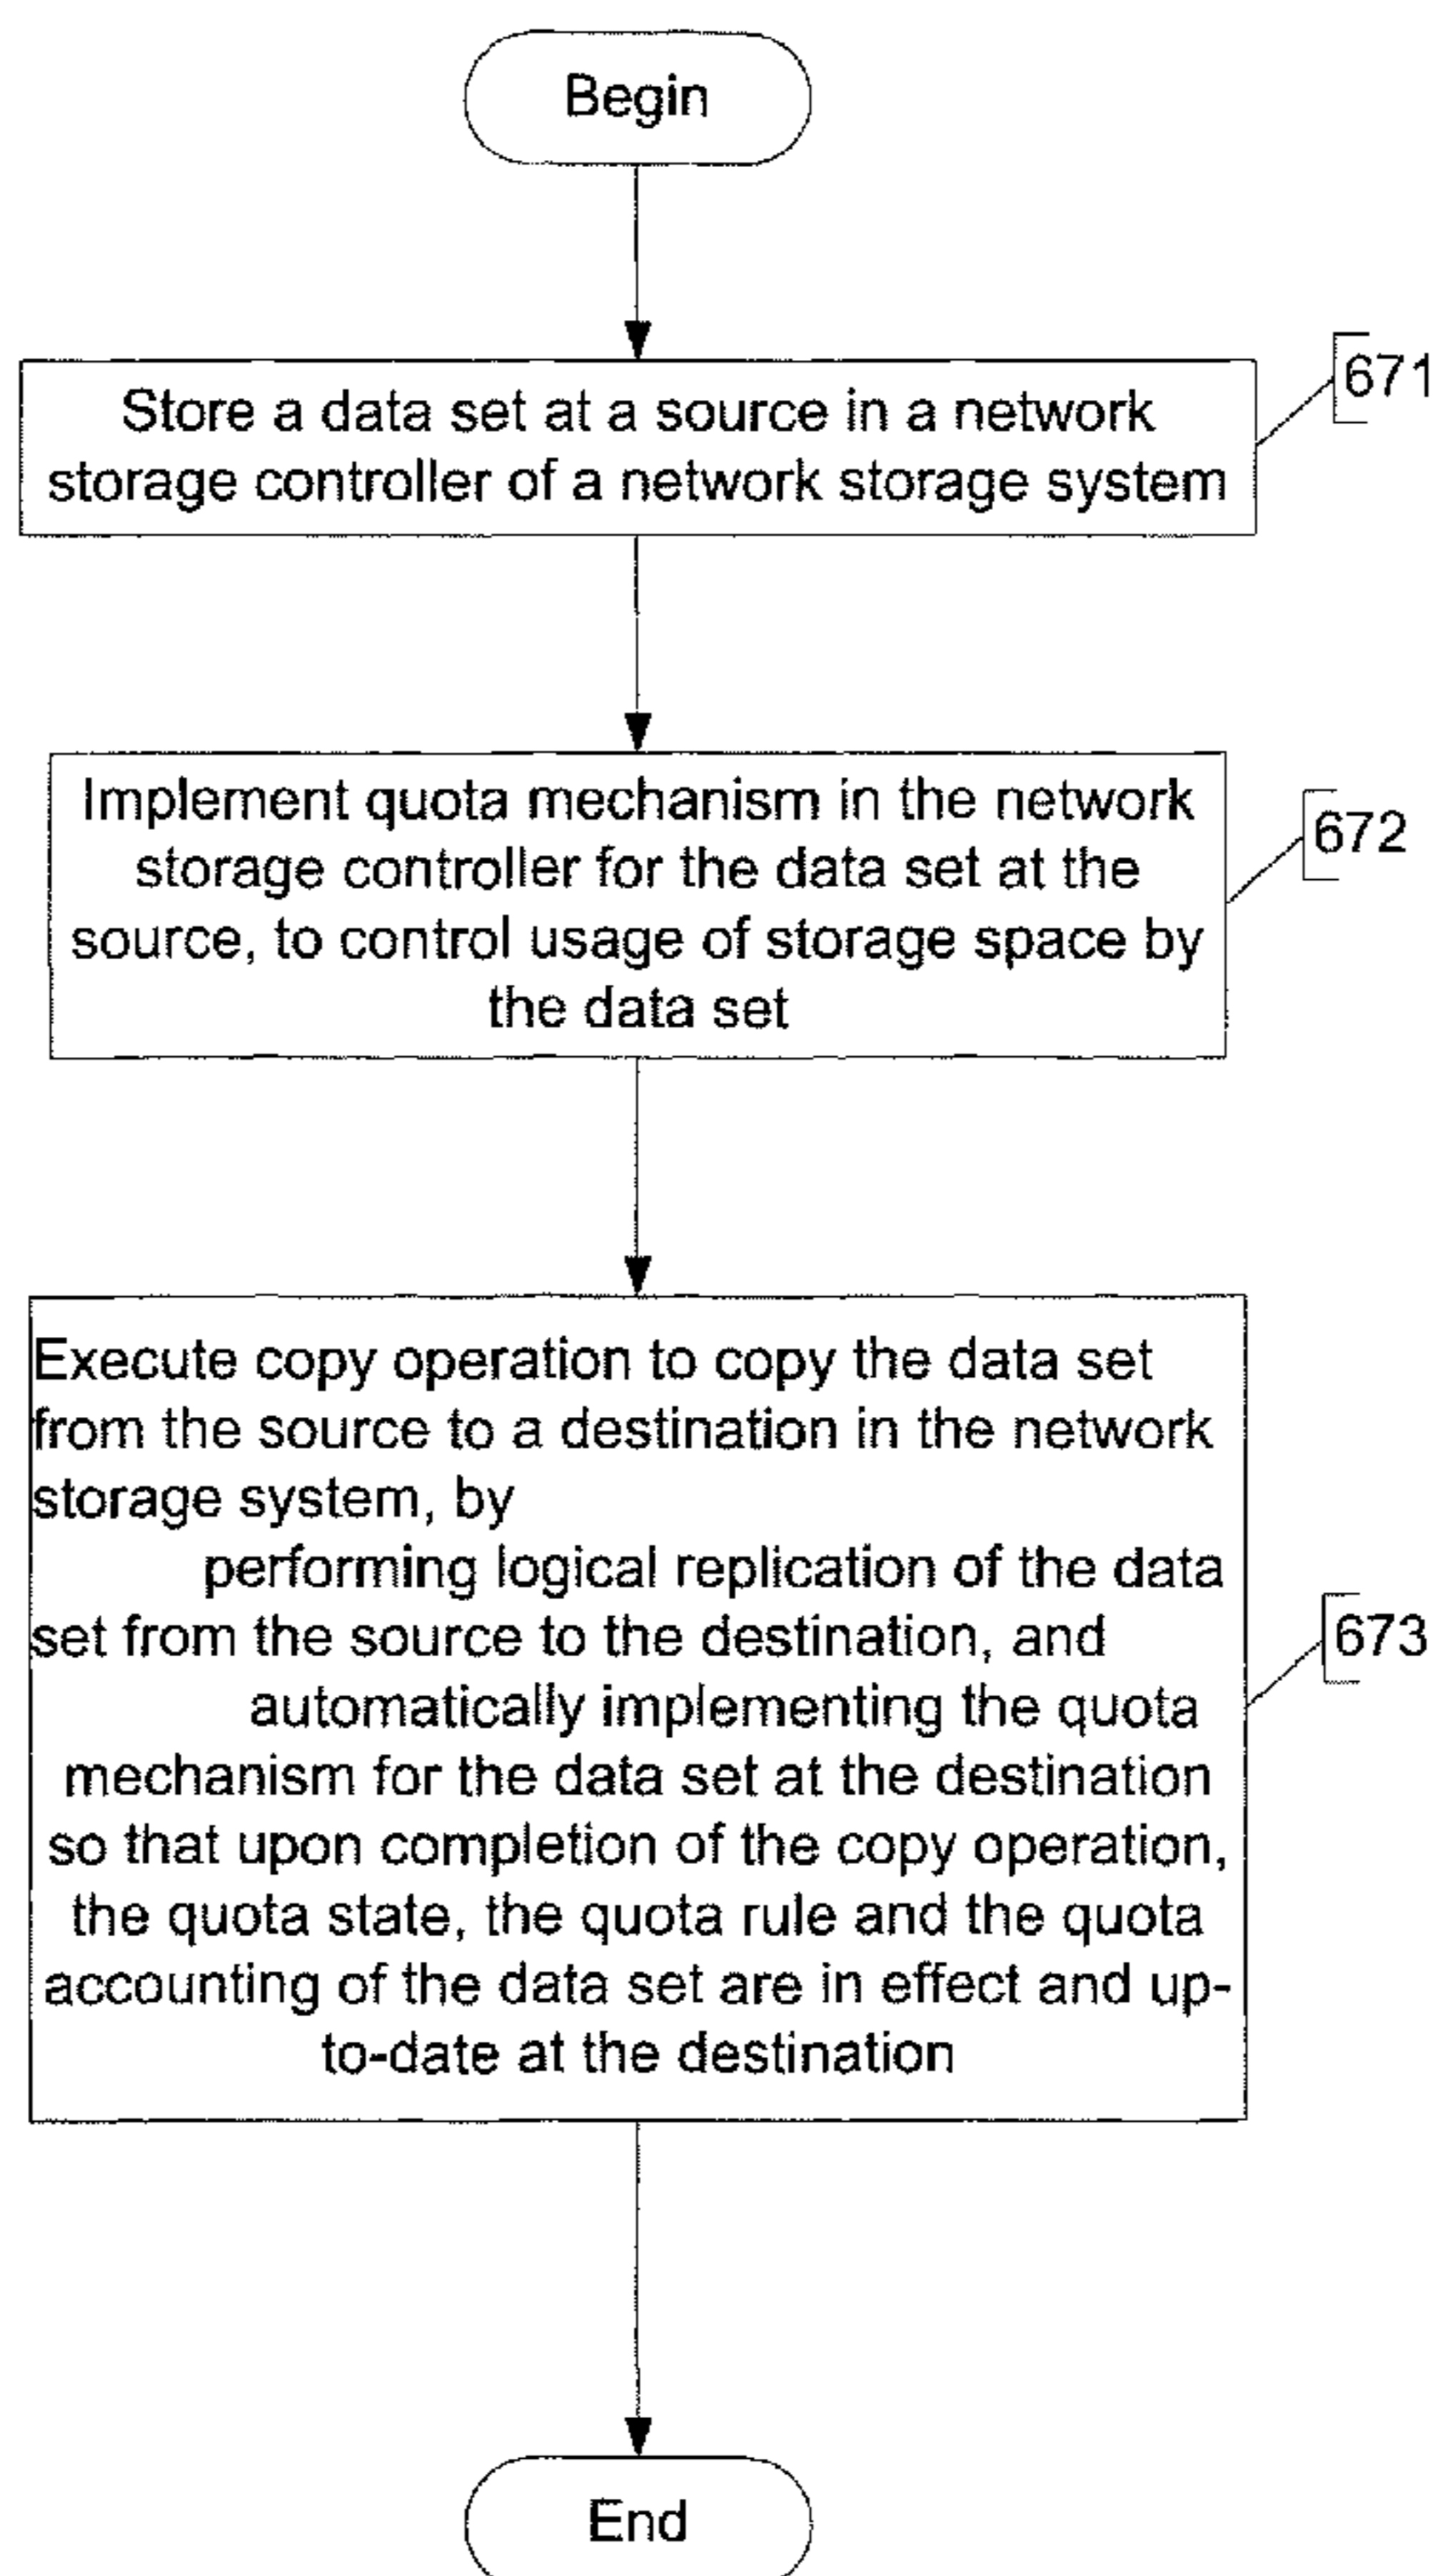 Begin
Store a data set at a source in a network
storage controller of a network storage system
671
Implement quota mechanism in the network
storage controller for the data set at the
source, to control usage of storage space by
the data set
672
Execute copy operation to copy the data set
from the source to a destination in the network
storage system, by
performing logical replication of the data
set from the source to the destination, and
automatically implementing the quota
mechanism for the data set at the destination
so that upon completion of the copy operation,
the quota state, the quota rule and the quota
accounting of the data set are in effect and up-
to-date at the destination
673
End